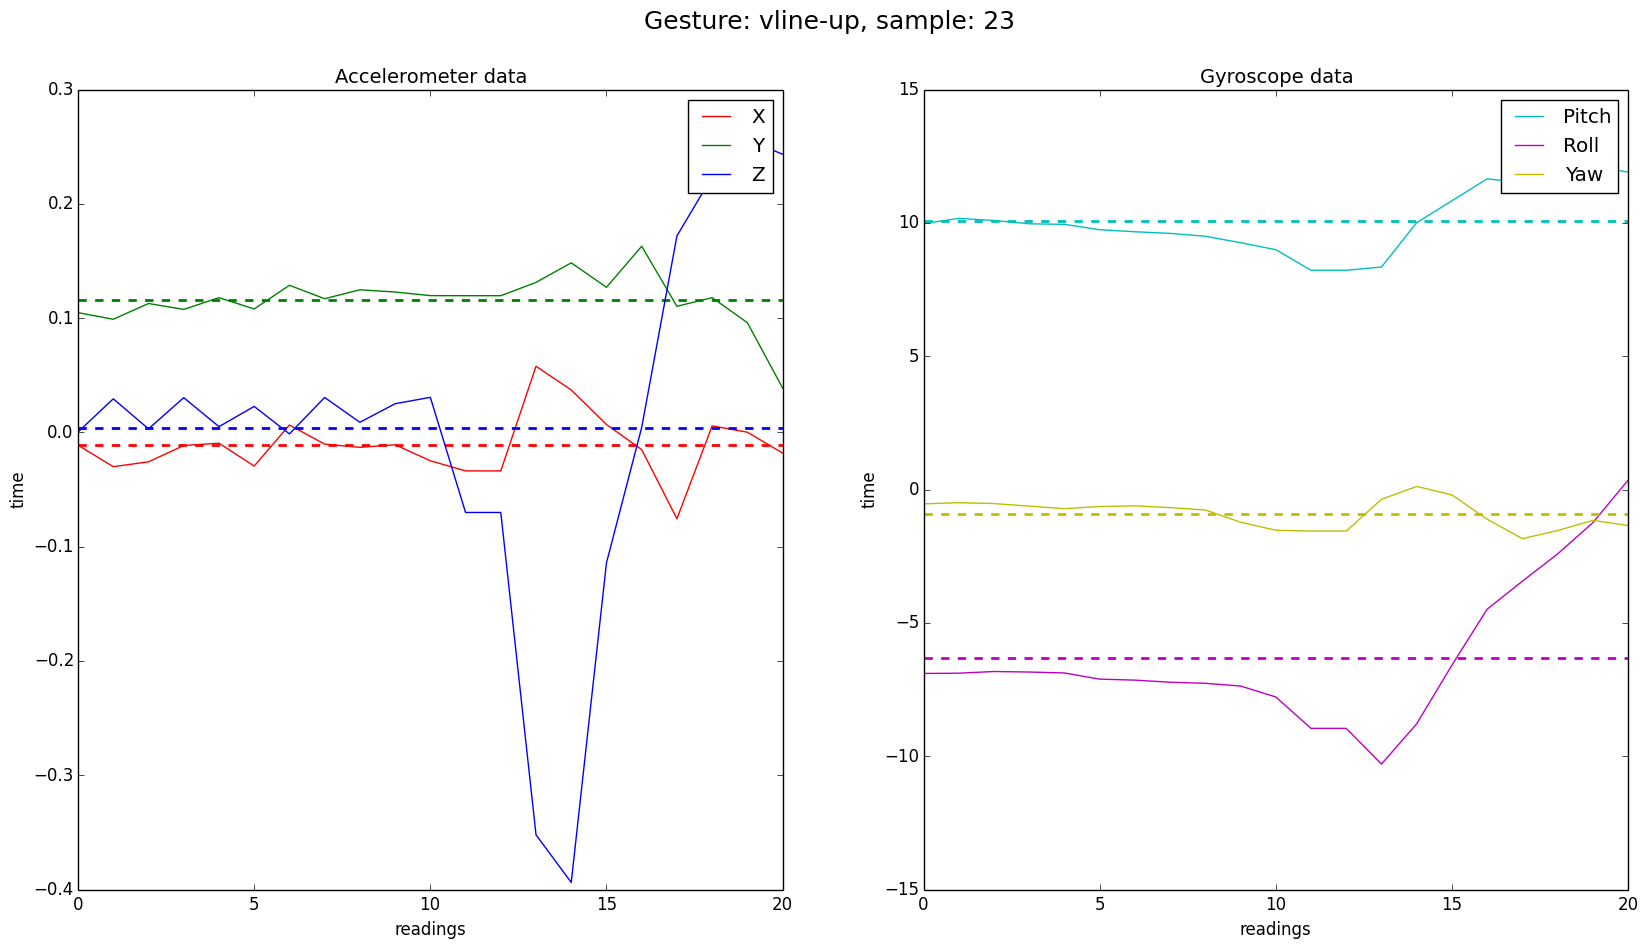 Gesture: vline-up, sample: 23
Accelerometer data
0.3
0.2
0.1
0.0
−0.1
−0.2
−0.3
−0.4
time
0
5
10
15
20
readings
X
Y
Z
Gyroscope data
15
10
5
0
−5
−10
−15
time
0
5
10
15
20
readings
Pitch
Roll
Yaw